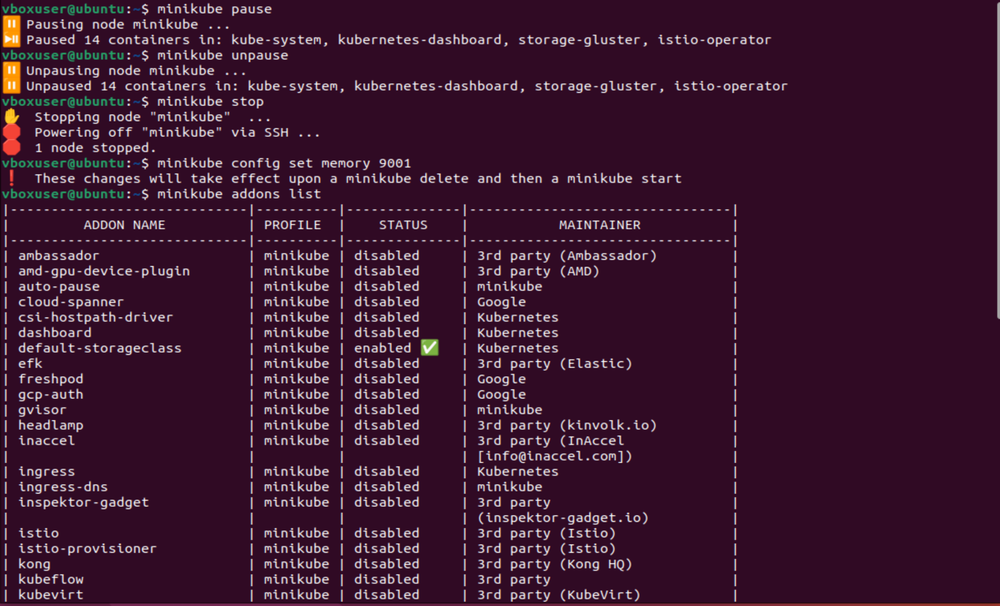 vboxuser@ubuntu:~$ minikube pause
⏸ Pausing node minikube ...
⏯ Paused 14 containers in: kube-system, kubernetes-dashboard, storage-gluster, istio-operator
vboxuser@ubuntu:~$ minikube unpause
⏸ Unpausing node minikube ...
⏸ Unpaused 14 containers in: kube-system, kubernetes-dashboard, storage-gluster, istio-operator
vboxuser@ubuntu:~$ minikube stop
✋  Stopping node "minikube"  ...
🛑  Powering off "minikube" via SSH ...
🛑  1 node stopped.
vboxuser@ubuntu:~$ minikube config set memory 9001
❗  These changes will take effect upon a minikube delete and then a minikube start
vboxuser@ubuntu:~$ minikube addons list
|-----------------------------|----------|--------------|--------------------------------|
|         ADDON NAME          | PROFILE  |    STATUS    |           MAINTAINER           |
|-----------------------------|----------|--------------|--------------------------------|
| ambassador                  | minikube | disabled     | 3rd party (Ambassador)         |
| amd-gpu-device-plugin       | minikube | disabled     | 3rd party (AMD)                |
| auto-pause                  | minikube | disabled     | minikube                       |
| cloud-spanner               | minikube | disabled     | Google                         |
| csi-hostpath-driver         | minikube | disabled     | Kubernetes                     |
| dashboard                   | minikube | disabled     | Kubernetes                     |
| default-storageclass        | minikube | enabled ✅   | Kubernetes                     |
| efk                         | minikube | disabled     | 3rd party (Elastic)            |
| freshpod                    | minikube | disabled     | Google                         |
| gcp-auth                    | minikube | disabled     | Google                         |
| gvisor                      | minikube | disabled     | minikube                       |
| headlamp                    | minikube | disabled     | 3rd party (kinvolk.io)         |
| inaccel                     | minikube | disabled     | 3rd party (InAccel             |
|                             |          |              | [info@inaccel.com])            |
| ingress                     | minikube | disabled     | Kubernetes                     |
| ingress-dns                 | minikube | disabled     | minikube                       |
| inspektor-gadget            | minikube | disabled     | 3rd party                      |
|                             |          |              | (inspektor-gadget.io)          |
| istio                       | minikube | disabled     | 3rd party (Istio)              |
| istio-provisioner           | minikube | disabled     | 3rd party (Istio)              |
| kong                        | minikube | disabled     | 3rd party (Kong HQ)            |
| kubeflow                    | minikube | disabled     | 3rd party                      |
| kubevirt                    | minikube | disabled     | 3rd party (KubeVirt)           |